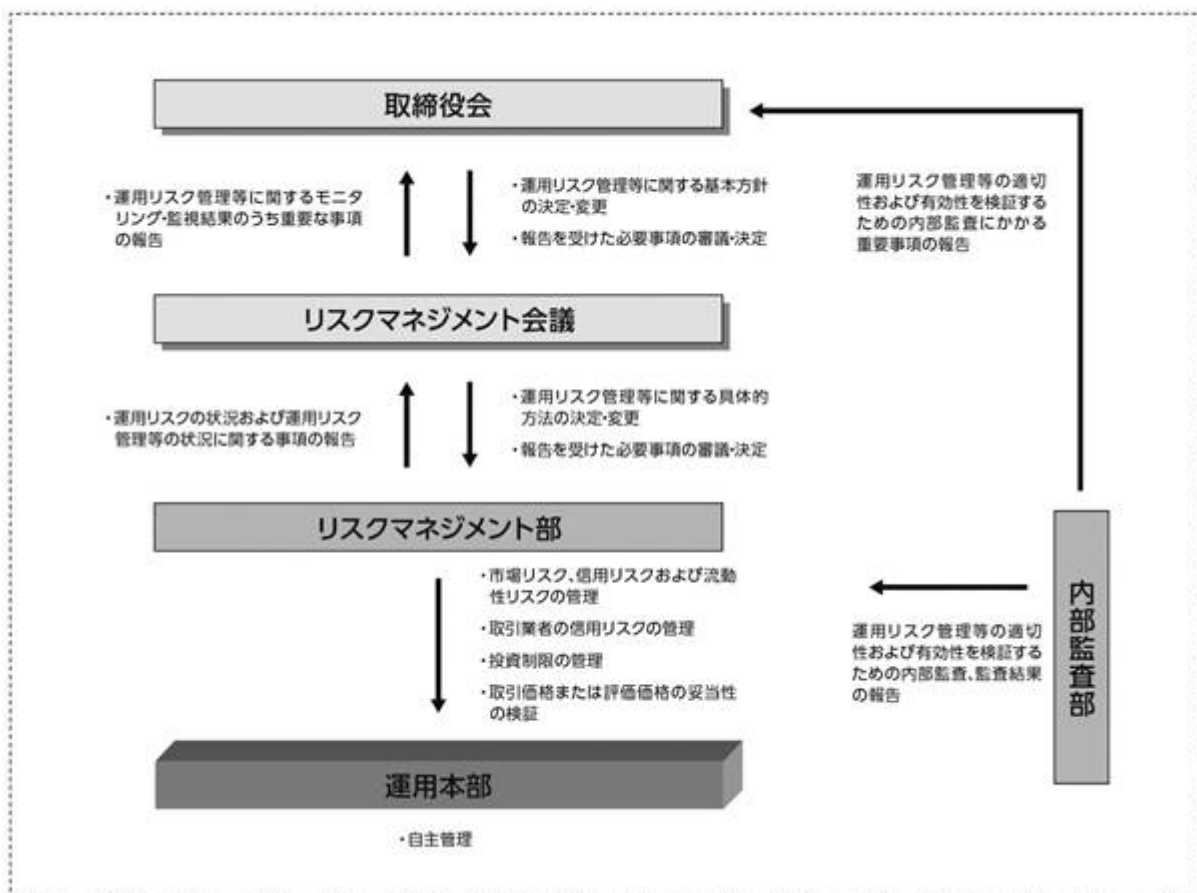 取締役会
・運用リスク管理等に関するモニタ
リング・監視結果のうち重要な事項
の報告
・運用リスク管理等に関する基本方針
の決定・変更
・報告を受けた必要事項の審議・決定
運用リスク管理等の適切
性および有効性を検証する
ための内部監査にかかる
重要事項の報告
リスクマネジメント会議
・運用リスクの状況および運用リスク
管理等の状況に関する事項の報告
・運用リスク管理等に関する具体的
方法の決定・変更
・報告を受けた必要事項の審議・決定
リスクマネジメント部
・市場リスク、信用リスクおよび流動
性リスクの管理
・取引業者の信用リスクの管理
・投資制限の管理
・取引価格または評価価格の妥当性
の検証
運用リスク管理等の適切
性および有効性を検証する
ための内部監査、監査結果
の報告
内部監査部
運用本部
・自主管理